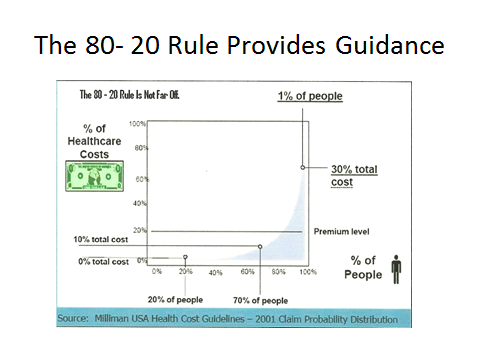 The 80- 20 Rule Provides Guidance
The 80 - 20 Rule Is Not Far Off.
1% of people
% of
Healthcare
Costs
100%
80%
60%
40%
20%
0%
30% total
cost
Premium level
10% total cost
0% total cost
0% 20% 40% 60% 80% 100%
% of
People
20% of people
70% of people
Source: Milliman USA Health Cost Guidelines – 2001 Claim Probability Distribution